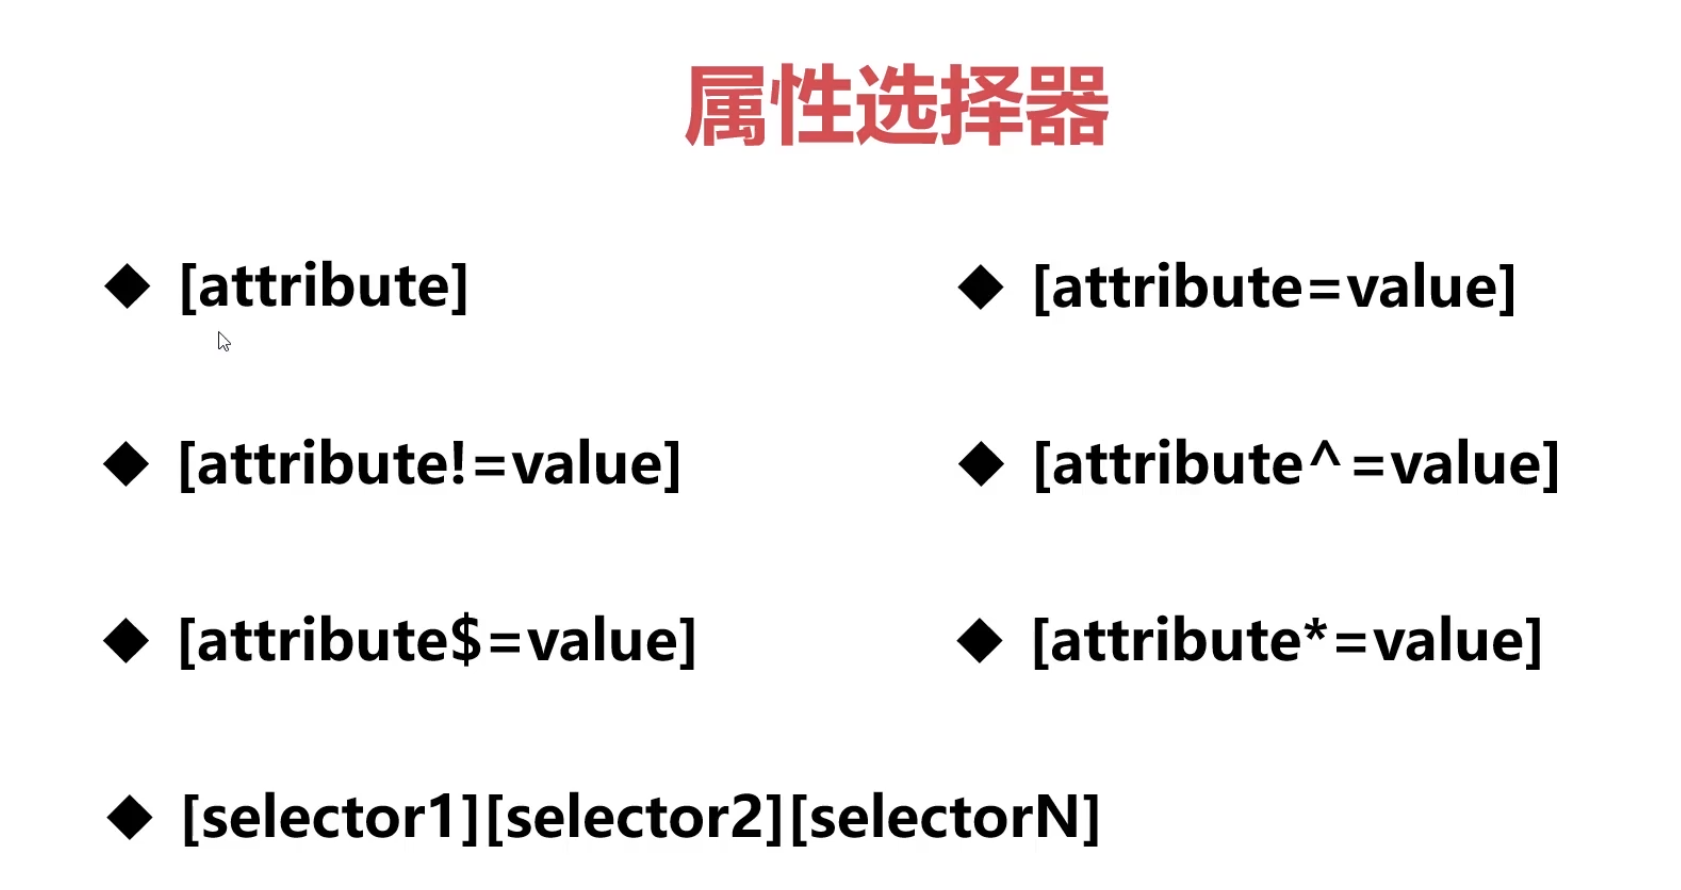 属性选择器
◆ [attribute]
◆ [attribute=value]
◆ [attribute!=value]
◆ [attribute^=value]
◆ [attribute$=value]
◆ [attribute*=value]
◆ [selector1][selector2][selectorN]